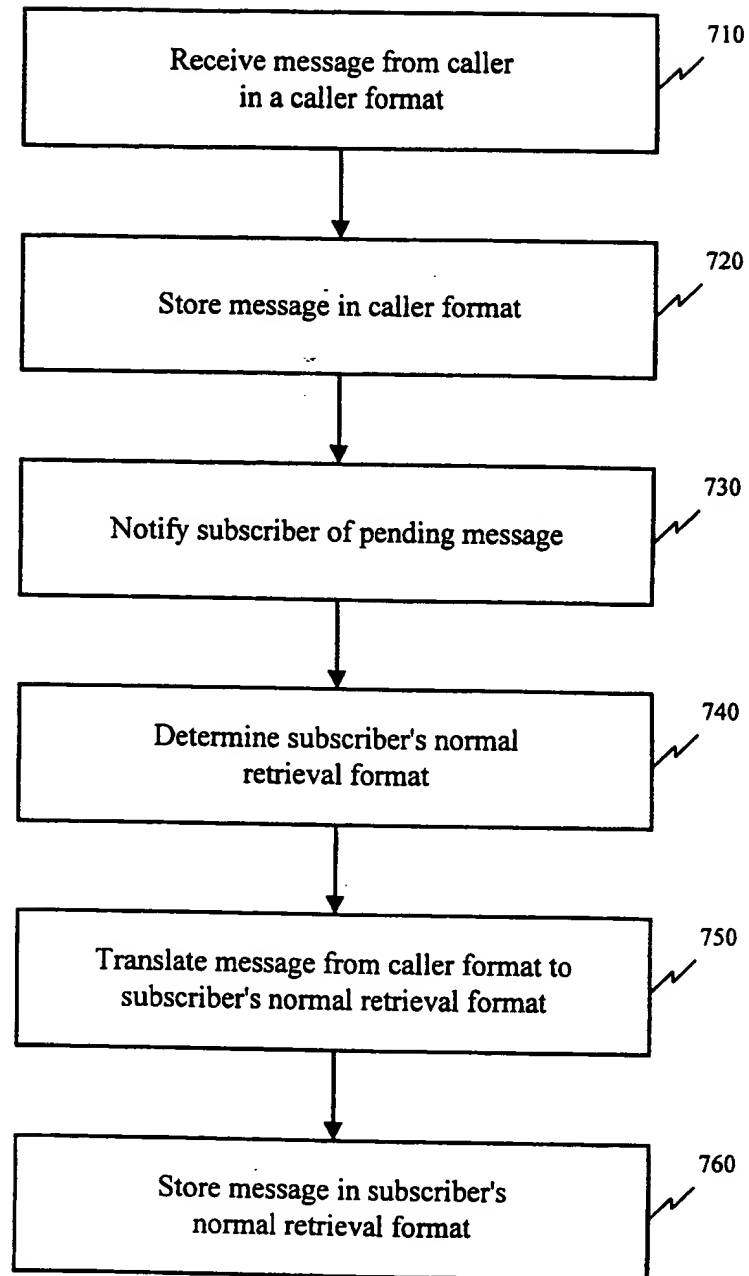 710
Receive message from caller
in a caller format
720
Store message in caller format
730
Notify subscriber of pending message
740
Determine subscriber's normal
retrieval format
750
Translate message from caller format to
subscriber's normal retrieval format
760
Store message in subscriber's
normal retrieval format